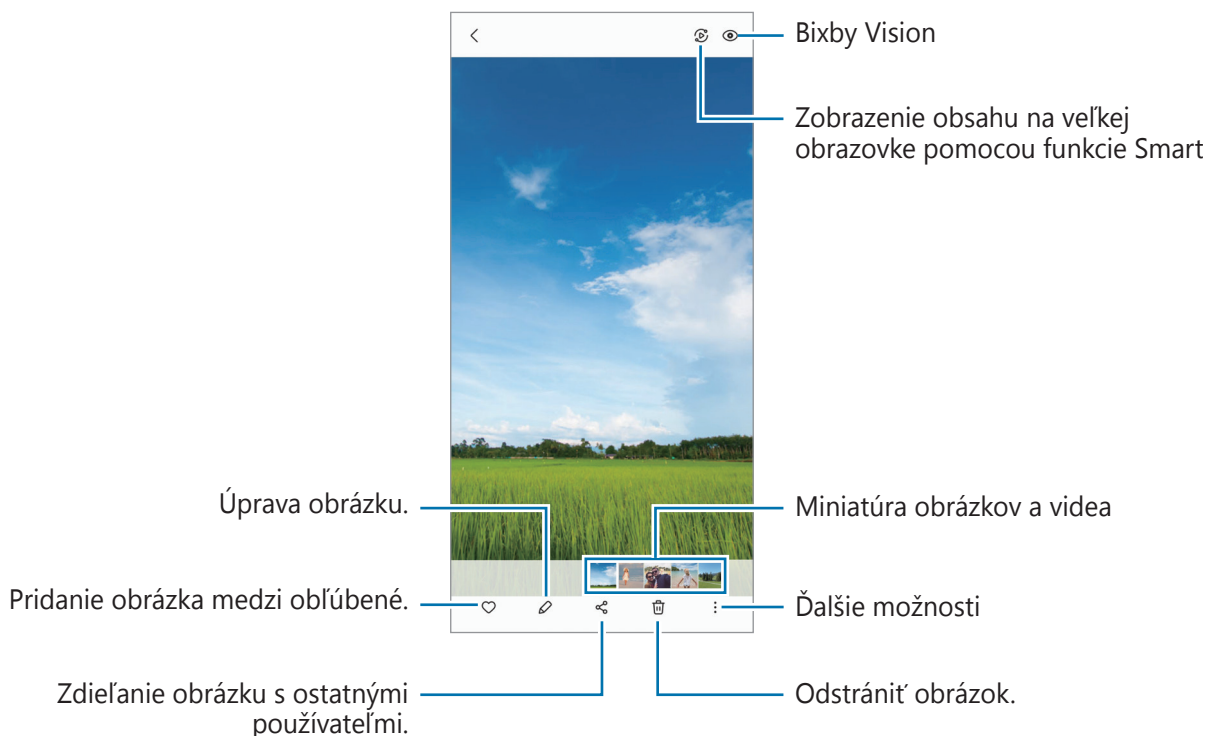 Bixby Vision
Zobrazenie obsahu na veľkej
obrazovke pomocou funkcie Smart
Úprava obrázku.
Miniatúra obrázkov a videa
Pridanie obrázka medzi obľúbené.
Ďalšie možnosti
Zdieľanie obrázku s ostatnými
používateľmi.
Odstrániť obrázok.